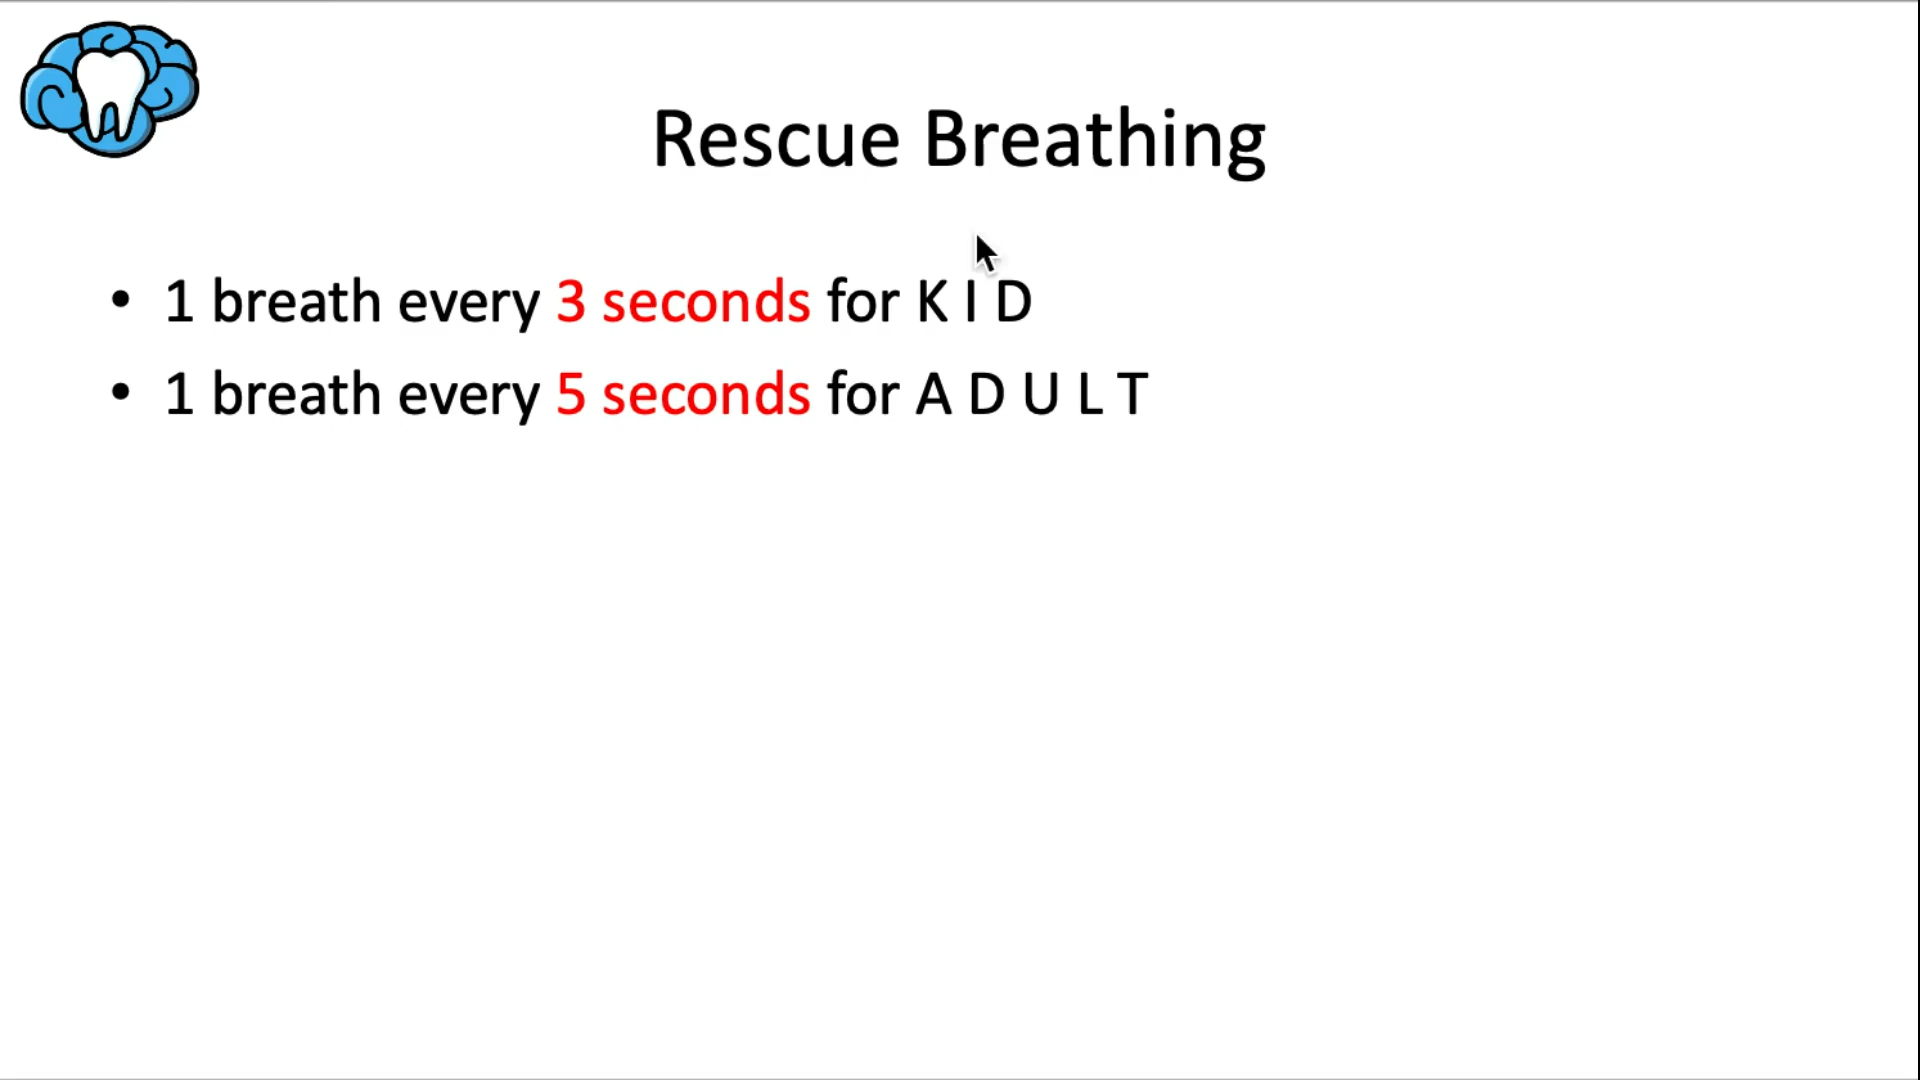 Rescue Breathing
• 1 breath every 3 seconds for K I D
• 1 breath every 5 seconds for A D U L T